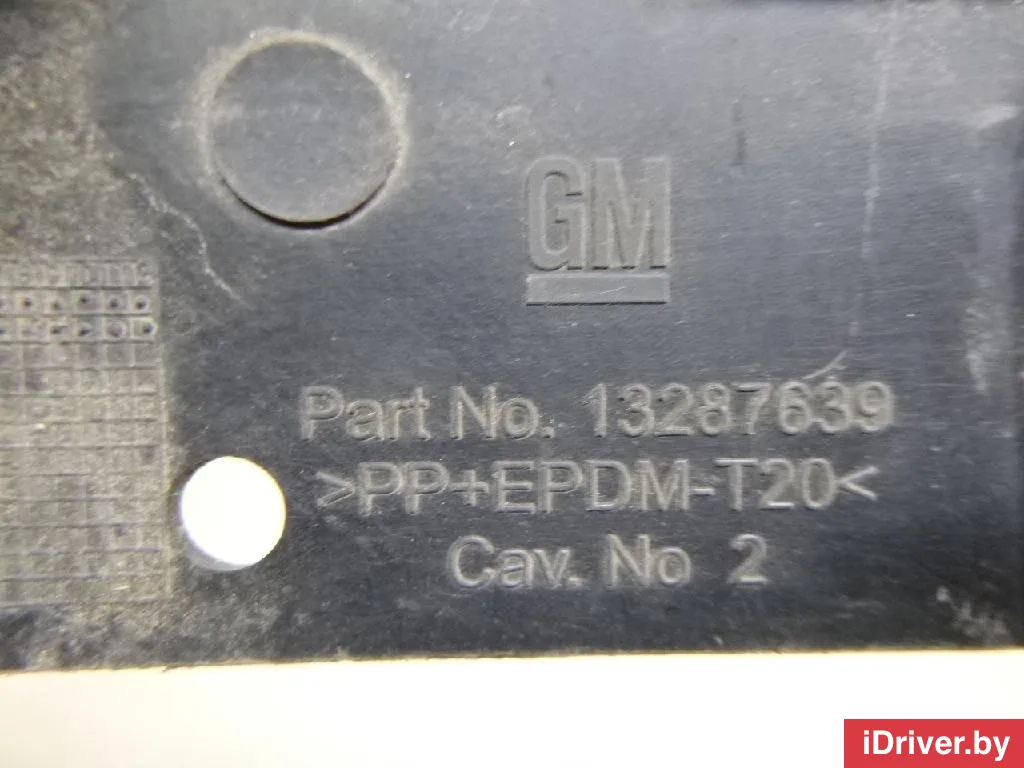 GM
Part No. 13287639
>PP+EPDM-T20<
Cav. No 2
iDriver.by